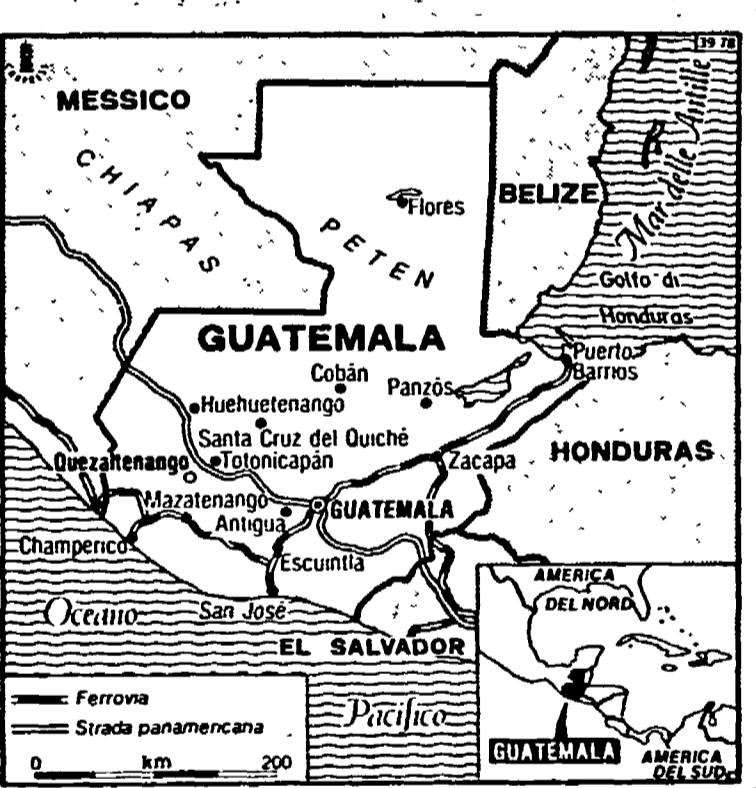 39 78
MESSICO
CHIAPAS
BELIZE
Mar delle Antille
Flores
PETEN
Golfo di
Honduras
GUATEMALA
Puerto
Barrios
Cobán
Panzós
Huehuetenango
Santa Cruz del Quiché
HONDURAS
Quezaltenango
Totonicapán
Zacapa
Mazatenango
GUATEMALA
Antigua
Champerico
Escuintla
AMERICA
DEL NORD
Oceano
San José
EL SALVADOR
Ferrovia
Pacifico
Strada panamericana
GUATEMALA
AMERICA
DEL SUD
0 km 200